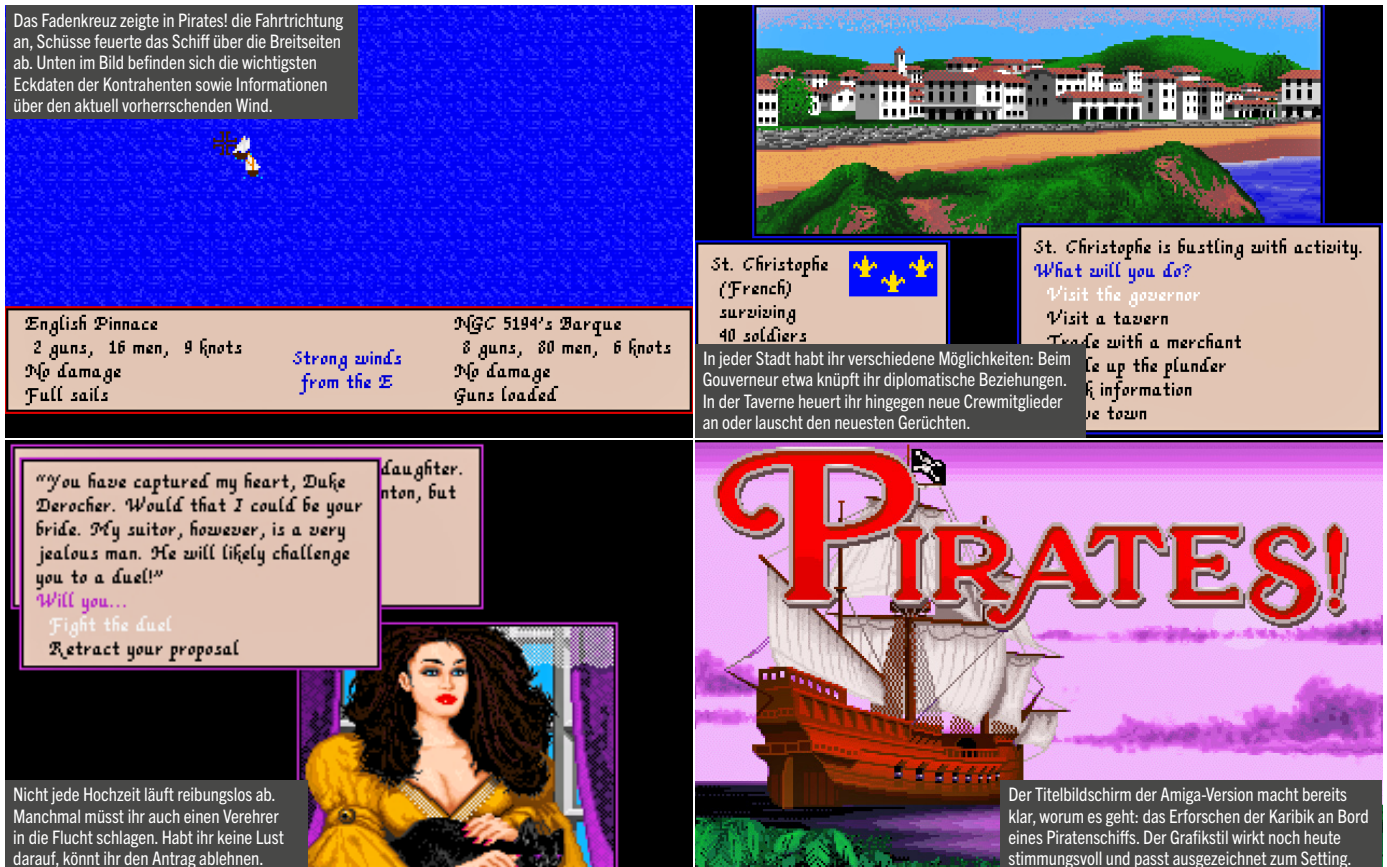 Das Fadenkreuz zeigte in Pirates! die Fahrtrichtung
an, Schüsse feuerte das Schiff über die Breitseiten
ab. Unten im Bild befinden sich die wichtigsten
Eckdaten der Kontrahenten sowie Informationen
über den aktuell vorherrschenden Wind.
English Pinnace
2 guns, 16 men, 9 knots
No damage
Full sails
Strong winds
from the E
NGC 5194's Barque
8 guns, 80 men, 6 knots
No damage
Guns loaded
St. Christophe
(French)
surviving
40 soldiers
St. Christophe is bustling with activity.
What will you do?
Visit the governor
Visit a tavern
Trade with a merchant
up the plunder
information
town
In jeder Stadt habt ihr verschiedene Möglichkeiten: Beim
Gouverneur etwa knüpft ihr diplomatische Beziehungen.
In der Taverne heuert ihr hingegen neue Crewmitglieder
an oder lauscht den neuesten Gerüchten.
daughter.
but
"You have captured my heart, Duke
Derocher. Would that I could be your
bride. My suitor, however, is a very
jealous man. He will likely challenge
you to a duel!"
Will you...
Fight the duel
Retract your proposal
Nicht jede Hochzeit läuft reibungslos ab.
Manchmal müsst ihr auch einen Verehrer
in die Flucht schlagen. Habt ihr keine Lust
darauf, könnt ihr den Antrag ablehnen.
PIRATES!
Der Titelbildschirm der Amiga-Version macht bereits
klar, worum es geht: das Erforschen der Karibik an Bord
eines Piratenschiffs. Der Grafikstil wirkt noch heute
stimmungsvoll und passt ausgezeichnet zum Setting.